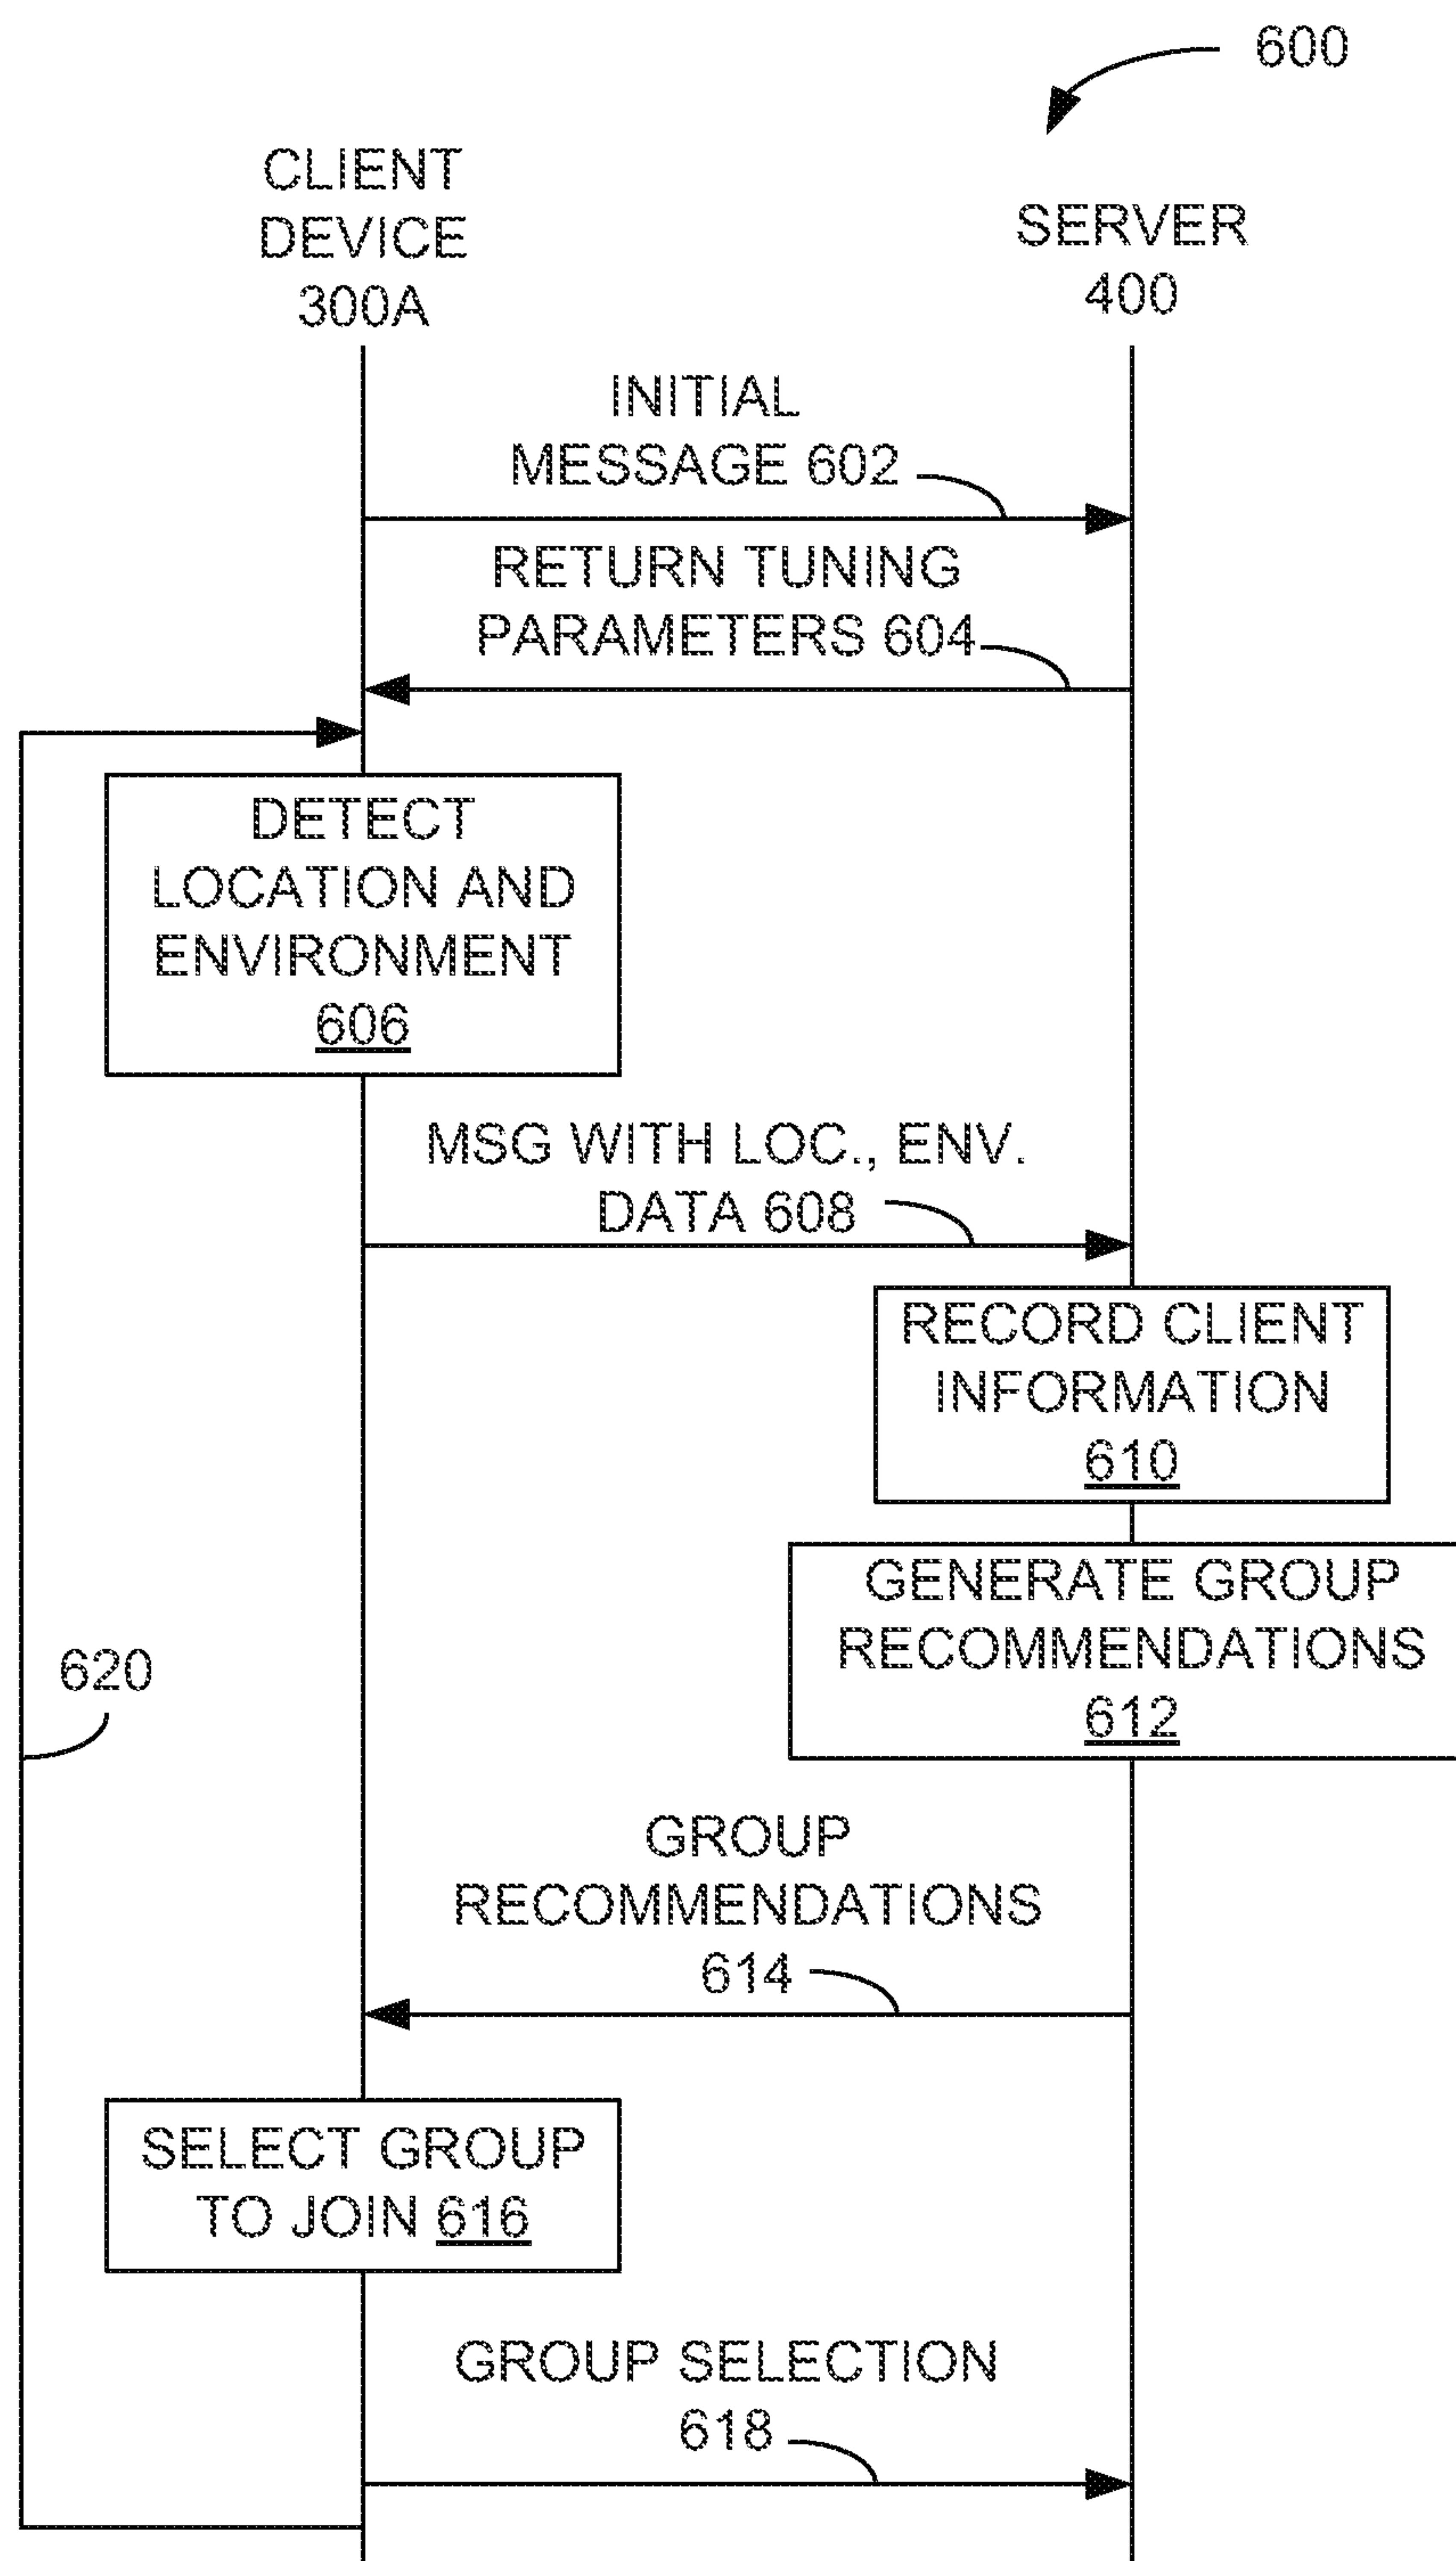 600
CLIENT
DEVICE
300A
SERVER
400
INITIAL
MESSAGE 602
RETURN TUNING
PARAMETERS 604
DETECT
LOCATION AND
ENVIRONMENT
606
MSG WITH LOC., ENV.
DATA 608
RECORD CLIENT
INFORMATION
610
GENERATE GROUP
RECOMMENDATIONS
612
620
GROUP
RECOMMENDATIONS
614
SELECT GROUP
TO JOIN 616
GROUP SELECTION
618